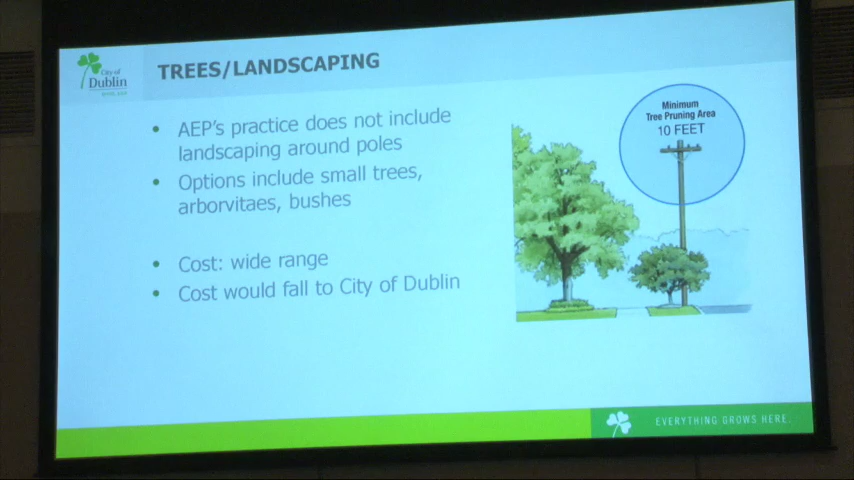 City of
Dublin
TREES/LANDSCAPING
• AEP's practice does not include
landscaping around poles
• Options include small trees,
arborvitaes, bushes
• Cost: wide range
• Cost would fall to City of Dublin
Minimum
Tree Pruning Area
10 FEET
EVERYTHING GROWS HERE.